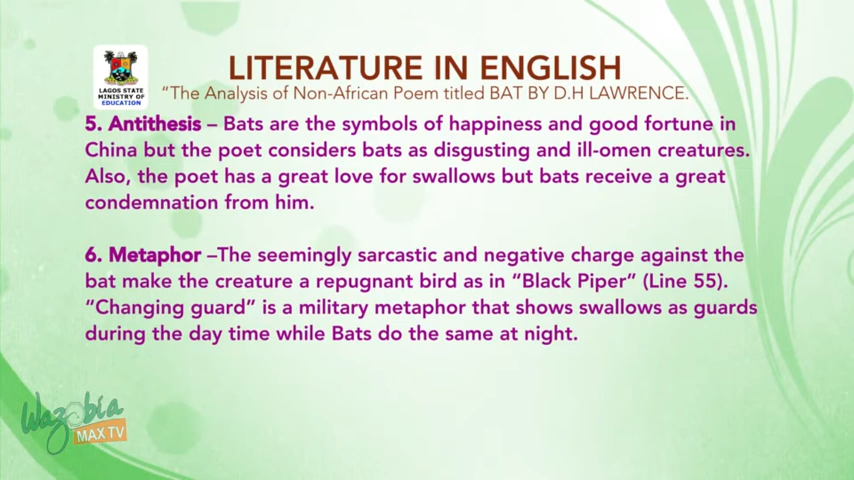 LAGOS STATE
MINISTRY OF
EDUCATION
LITERATURE IN ENGLISH
“The Analysis of Non-African Poem titled BAT BY D.H LAWRENCE.
5. Antithesis – Bats are the symbols of happiness and good fortune in
China but the poet considers bats as disgusting and ill-omen creatures.
Also, the poet has a great love for swallows but bats receive a great
condemnation from him.
6. Metaphor –The seemingly sarcastic and negative charge against the
bat make the creature a repugnant bird as in “Black Piper” (Line 55).
“Changing guard” is a military metaphor that shows swallows as guards
during the day time while Bats do the same at night.
Wazobia
MAX TV